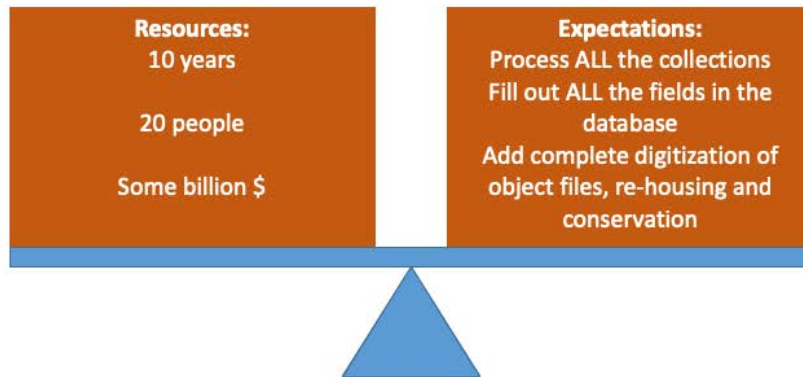 Resources:
10 years
20 people
Some billion $
Expectations:
Process ALL the collections
Fill out ALL the fields in the
database
Add complete digitization of
object files, re-housing and
conservation